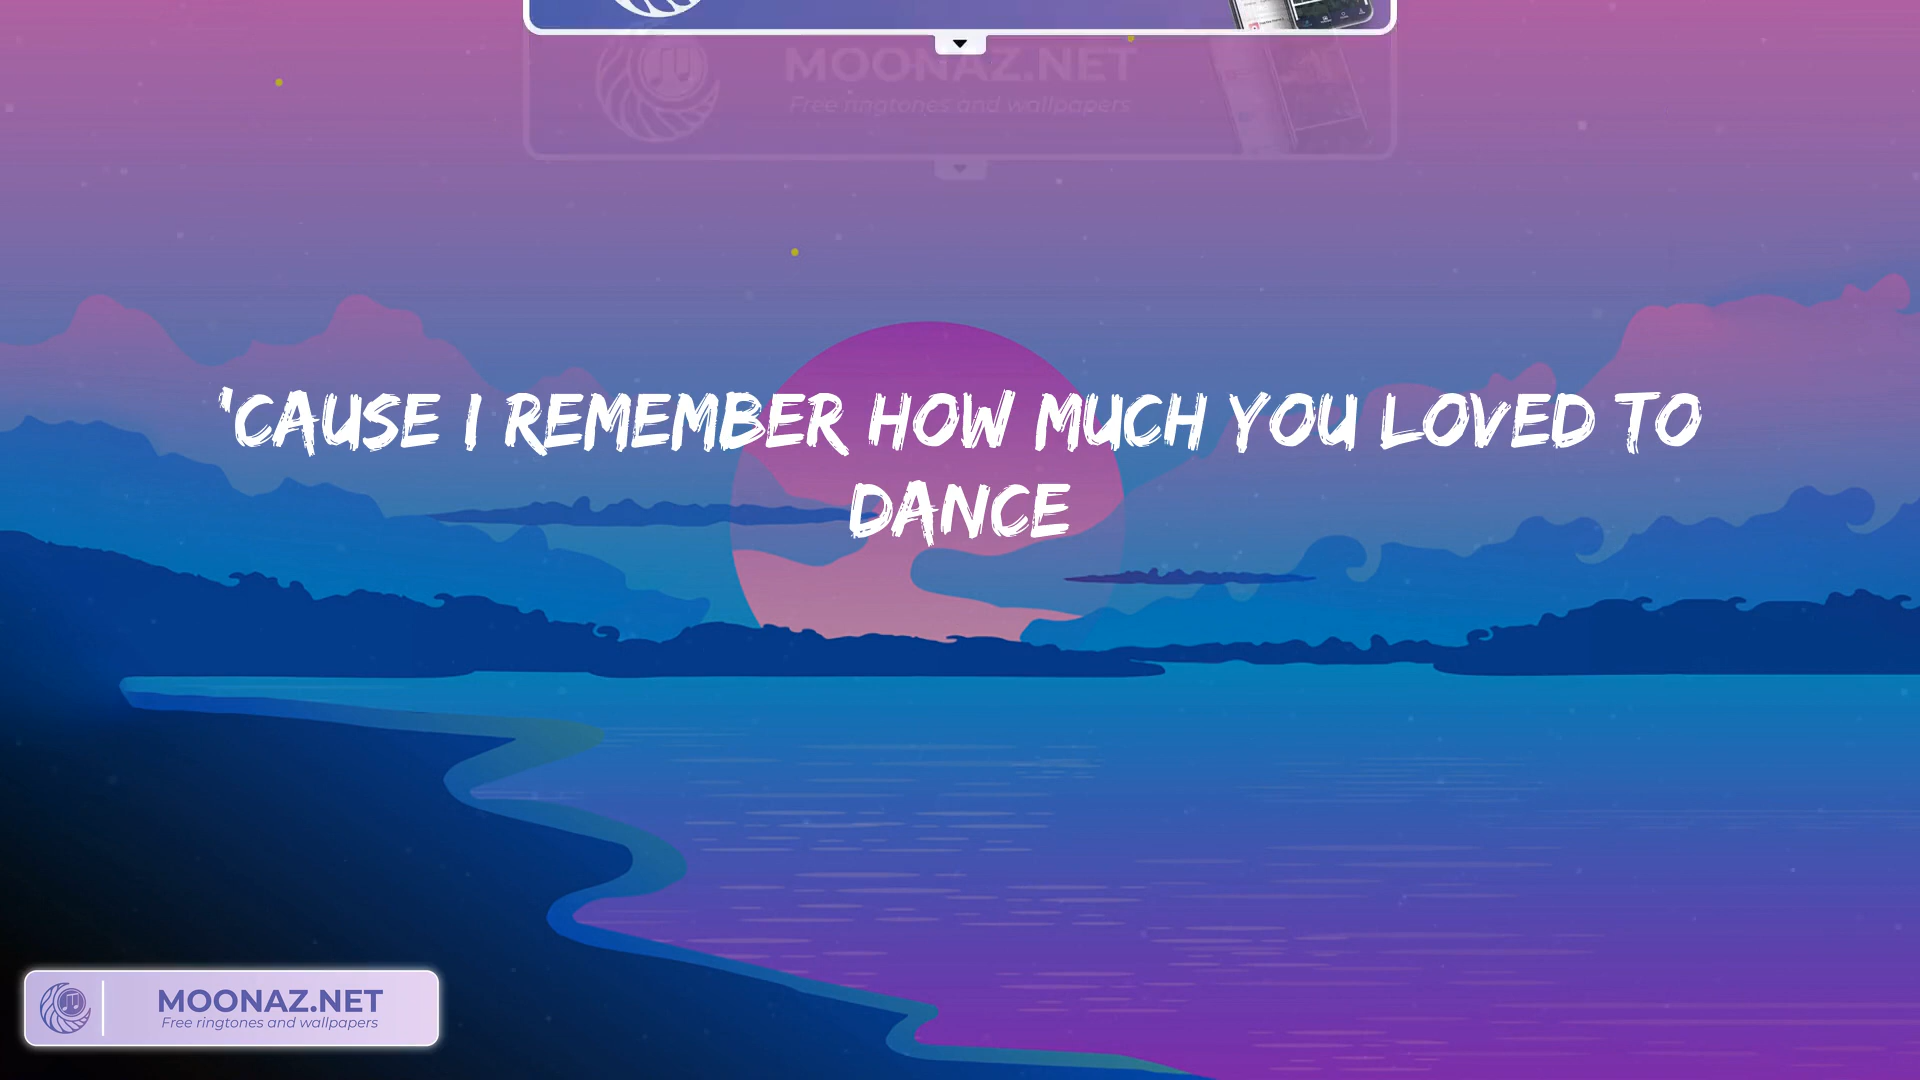 MOONAZ.NET
Free ringtones and wallpapers
'CAUSE I REMEMBER HOW MUCH YOU LOVED TO
DANCE
MOONAZ.NET
Free ringtones and wallpapers